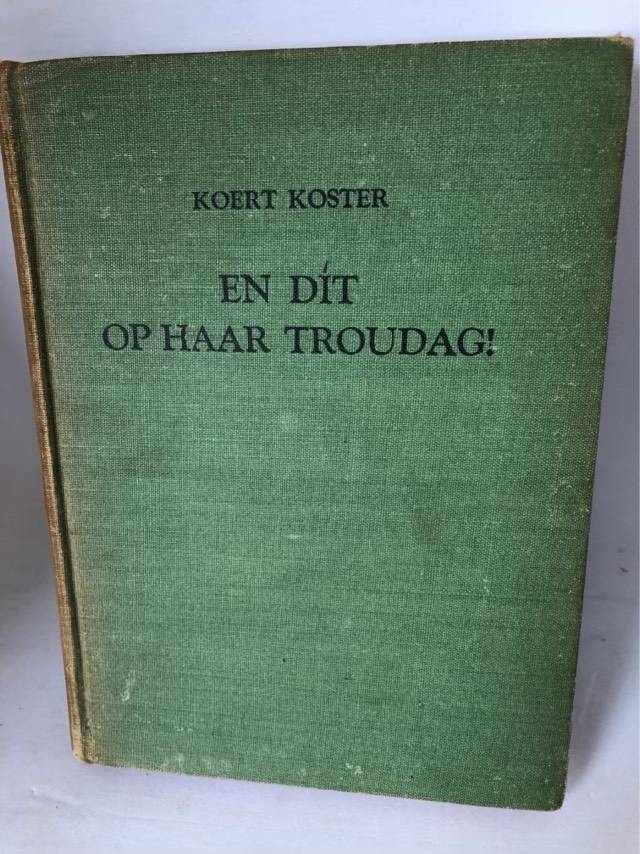 KOERT KOSTER
EN DÍT
OP HAAR TROUDAG!